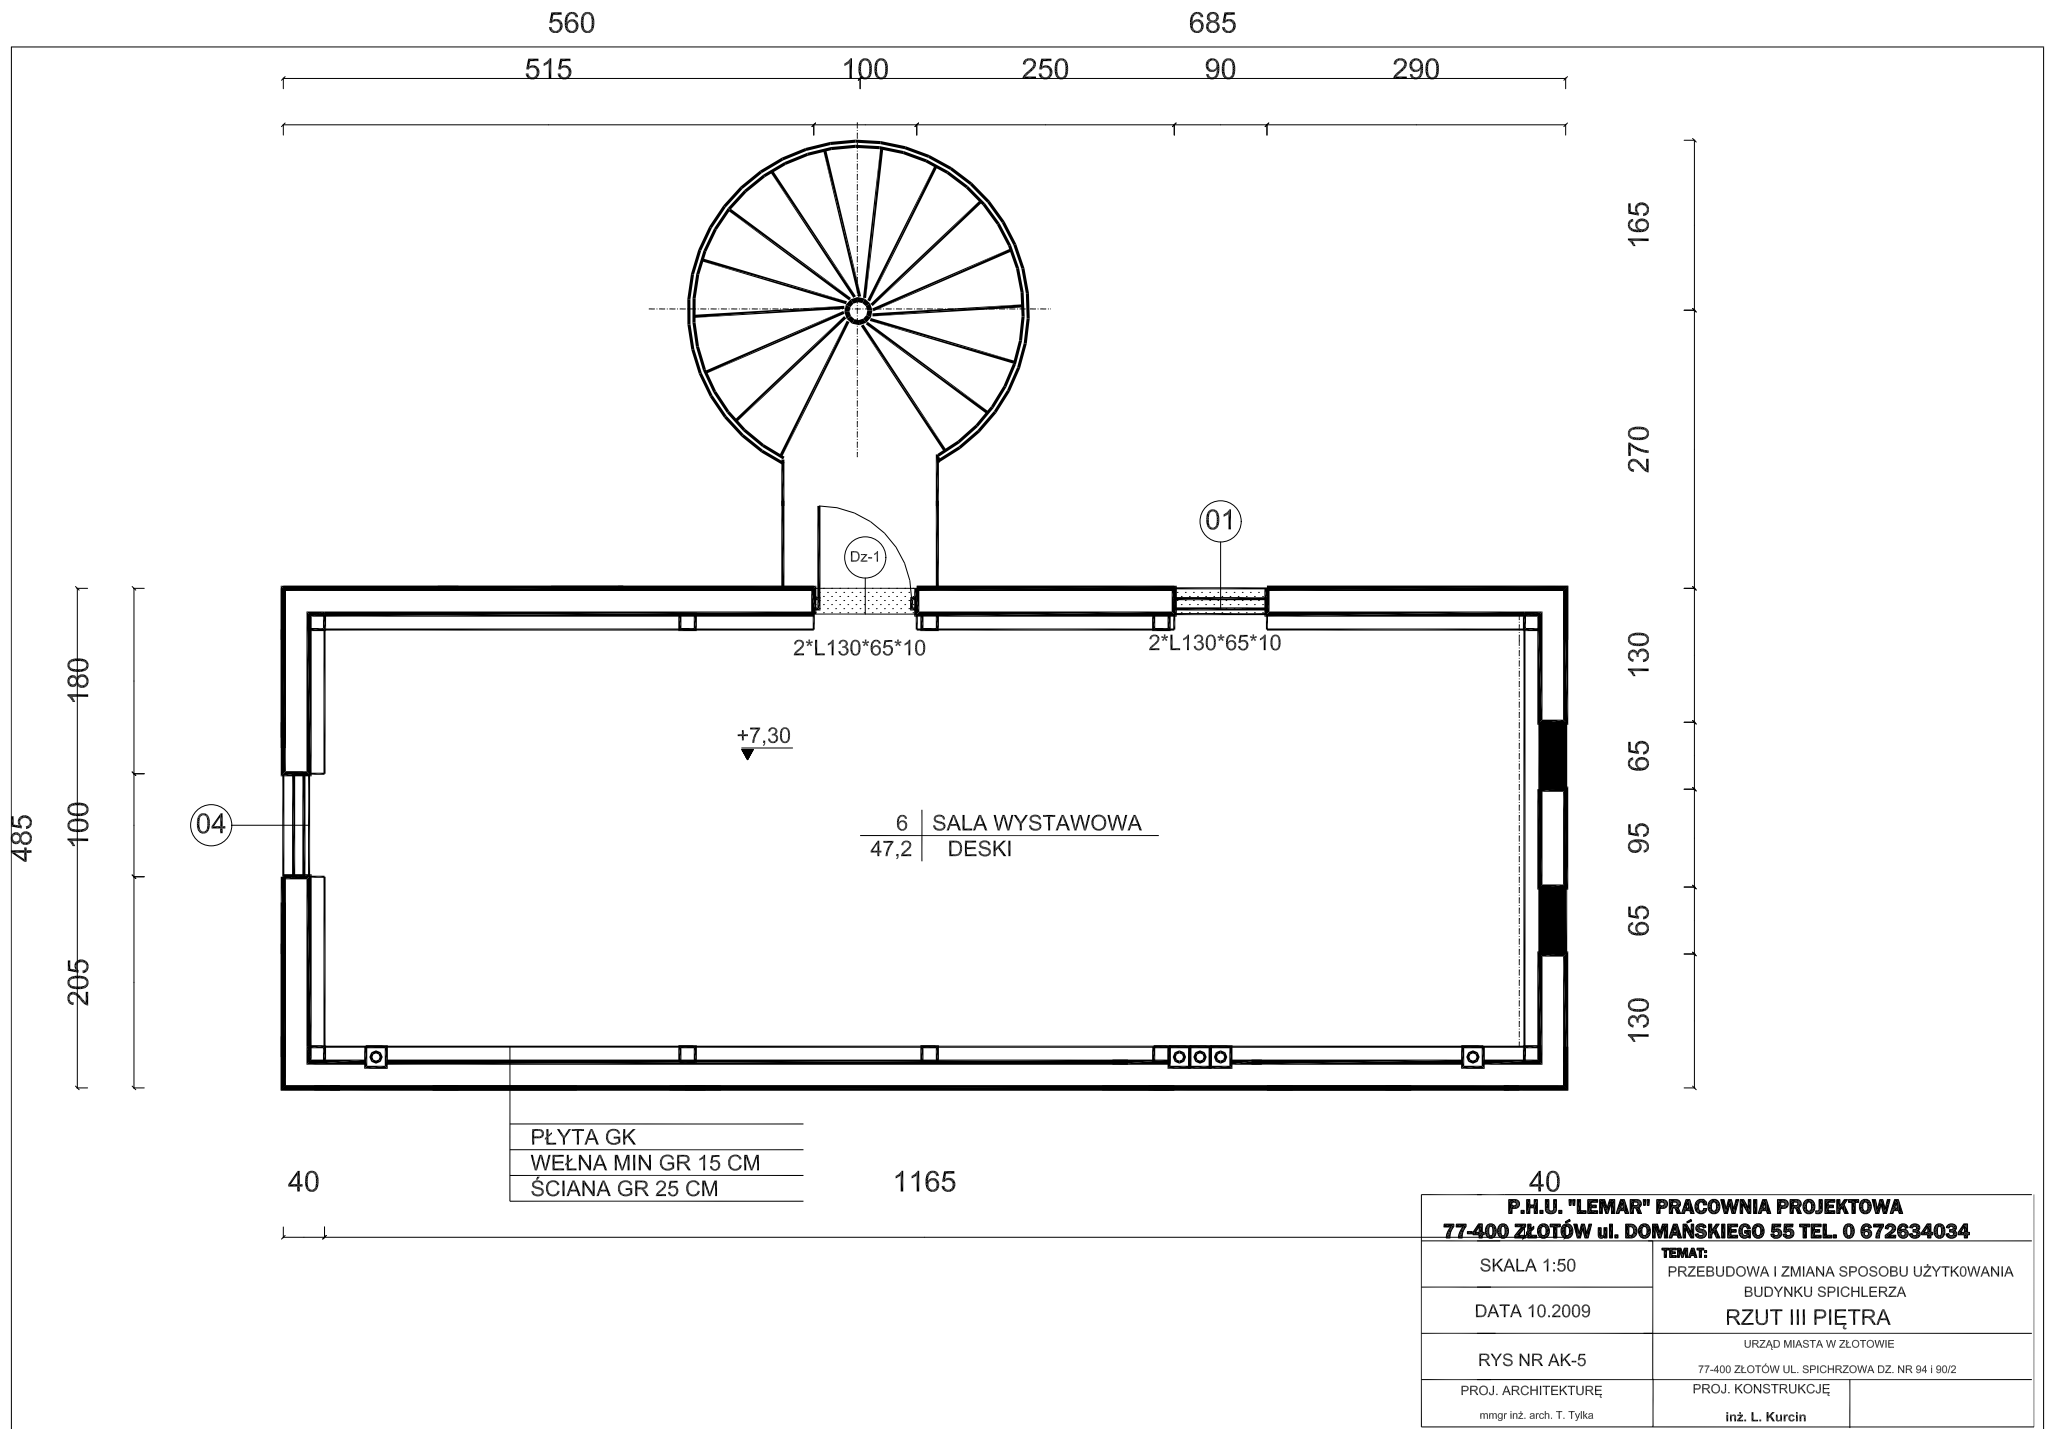 560 685
515 100 250 90 290
165
270
01
Dz-1
2*L130*65*10 2*L130*65*10
180
130
+7,30
65
04
100
485
6 SALA WYSTAWOWA
47,2 DESKI
95
65
205
130
PŁYTA GK
WEŁNA MIN GR 15 CM
ŚCIANA GR 25 CM
40 1165 40
P.H.U. "LEMAR" PRACOWNIA PROJEKTOWA
77-400 ZŁOTÓW ul. DOMAŃSKIEGO 55 TEL. 0 672634034
SKALA 1:50
TEMAT:
PRZEBUDOWA I ZMIANA SPOSOBU UŻYTK0WANIA
BUDYNKU SPICHLERZA
DATA 10.2009
RZUT III PIĘTRA
RYS NR AK-5
URZĄD MIASTA W ZŁOTOWIE
77-400 ZŁOTÓW UL. SPICHRZOWA DZ. NR 94 i 90/2
PROJ. ARCHITEKTURĘ
mmgr inż. arch. T. Tylka
PROJ. KONSTRUKCJĘ
inż. L. Kurcin